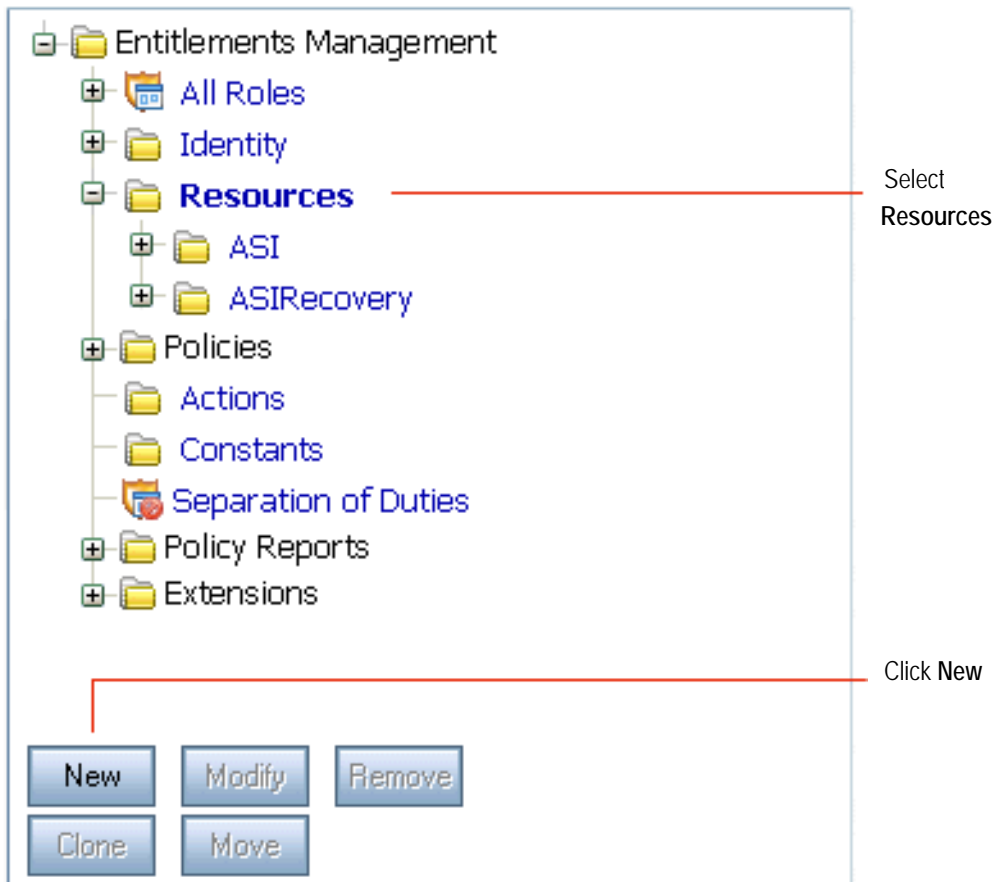 Entitlements Management
All Roles
Identity
Resources
Select
Resources
ASI
ASIRecovery
Policies
Actions
Constants
Separation of Duties
Policy Reports
Extensions
Click New
New
Modify
Remove
Clone
Move